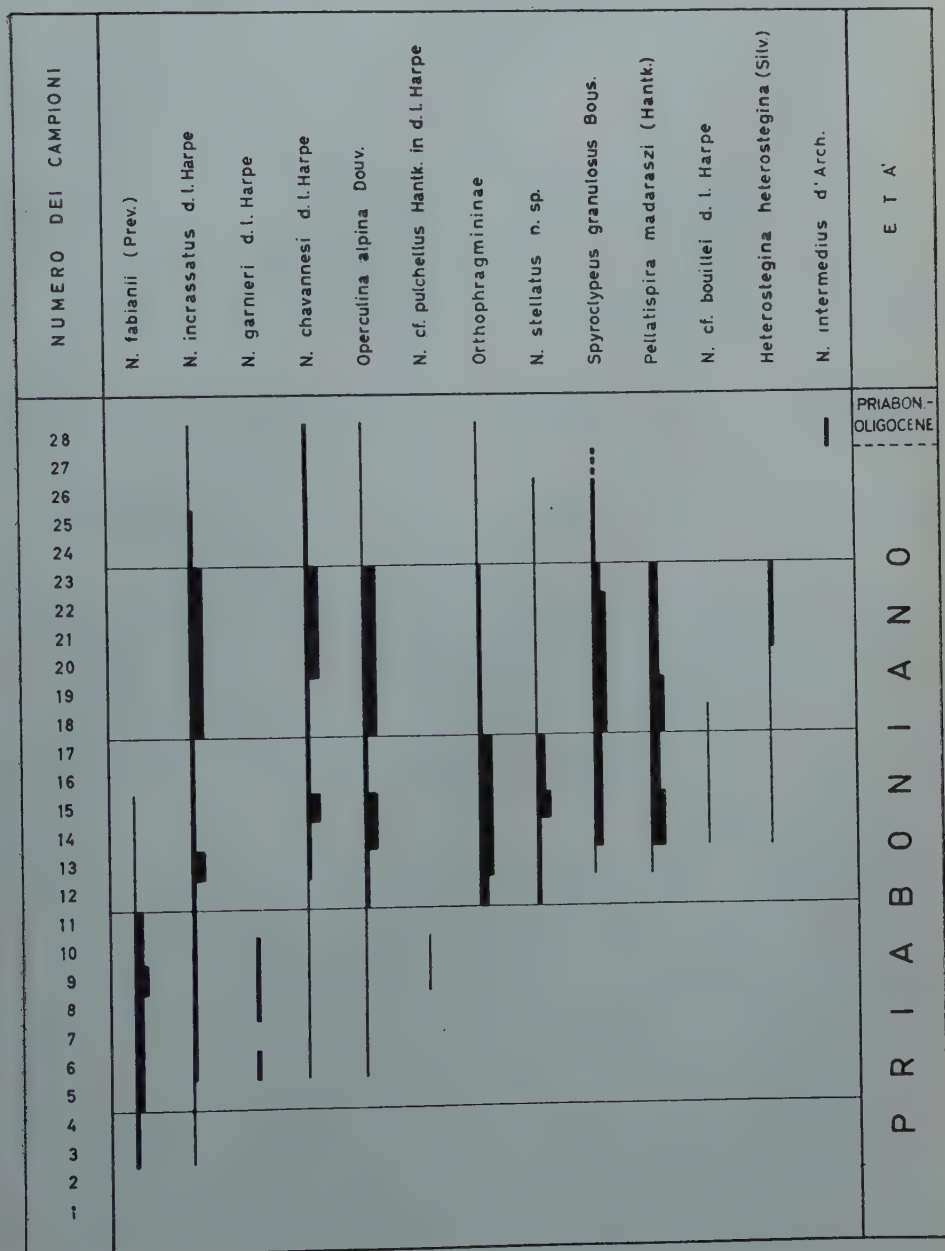 NUMERO DEI CAMPIONI
N. fabianii (Prev.)
N. incrassatus d.l. Harpe
N. garnieri d.l. Harpe
N. chavannesi d.l. Harpe
Operculina alpina Douv.
N. cf. pulchellus Hantk. in d.l. Harpe
Orthophragmininae
N. stellatus n. sp.
Spyroclypeus granulosus Bous.
Pellatispira madaraszi (Hantk.)
N. cf. bouillei d. l. Harpe
Heterostegina heterostegina (Silv.)
N. intermedius d'Arch.
ETA'
28
27
26
25
24
23
22
21
20
19
18
17
16
15
14
13
12
11
10
9
8
7
6
5
4
3
2
1
PRIABON.-
OLIGOCENE
PRIABONIANO